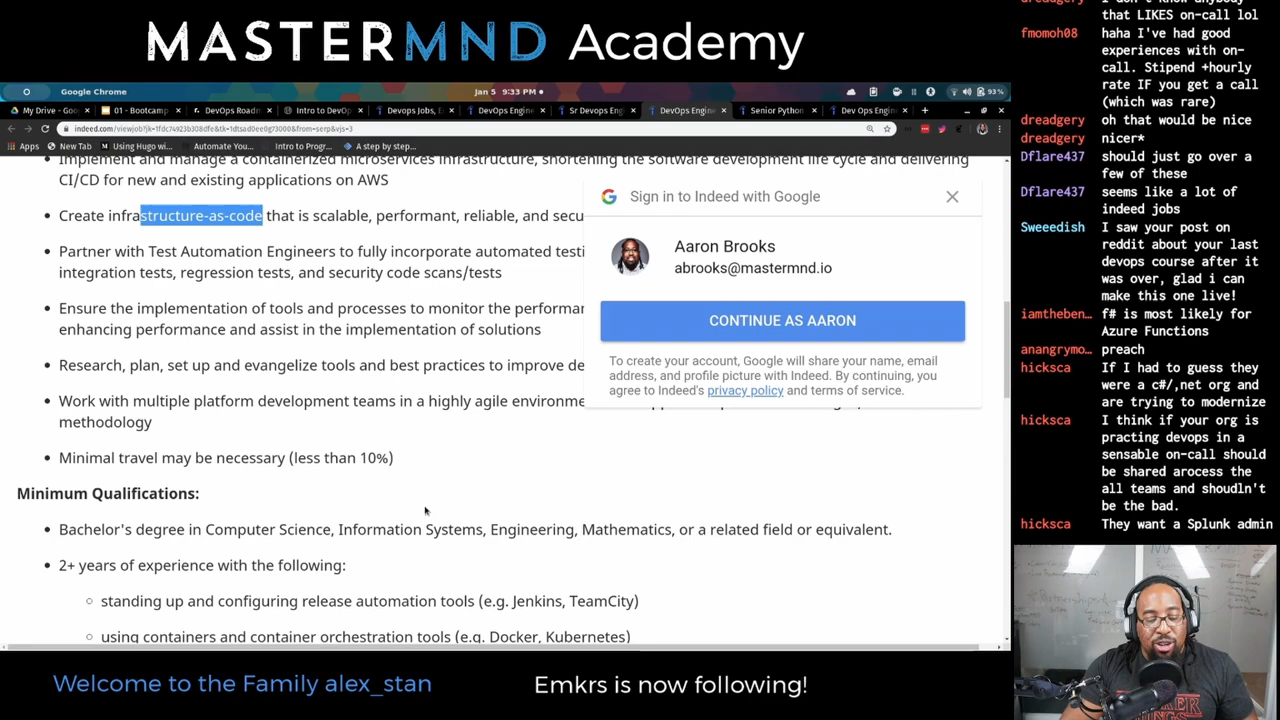 MASTERMND Academy
Google Chrome
Jan 5 9:33 PM
93%
My Drive - Goo
01 - Bootcamp
DevOps Roadm
Intro to DevOp
Devops Jobs, E
DevOps Engine
Sr Devops Eng
DevOps Engine
Senior Python
Dev Ops Engin
Apps
New Tab
Using Hugo wi...
Automate You...
Intro to Progr...
A step by step...
Implement and manage a containerized microservices infrastructure, shortening the software development life cycle and delivering
CI/CD for new and existing applications on AWS
Create infrastructure-as-code that is scalable, performant, reliable, and secu
Partner with Test Automation Engineers to fully incorporate automated testi
integration tests, regression tests, and security code scans/tests
Ensure the implementation of tools and processes to monitor the performar
enhancing performance and assist in the implementation of solutions
Research, plan, set up and evangelize tools and best practices to improve de
Work with multiple platform development teams in a highly agile environme
methodology
Minimal travel may be necessary (less than 10%)
Minimum Qualifications:
Bachelor's degree in Computer Science, Information Systems, Engineering, Mathematics, or a related field or equivalent.
2+ years of experience with the following:
standing up and configuring release automation tools (e.g. Jenkins, TeamCity)
using containers and container orchestration tools (e.g. Docker, Kubernetes)
Sign in to Indeed with Google
Aaron Brooks
abrooks@mastermnd.io
CONTINUE AS AARON
To create your account, Google will share your name, email
address, and profile picture with Indeed. By continuing, you
agree to Indeed's privacy policy and terms of service.
that LIKES on-call lol
fmomoh08 haha I've had good
experiences with on-
call. Stipend +hourly
rate IF you get a call
(which was rare)
dreadgery oh that would be nice
dreadgery nicer*
Dflare437 should just go over a
few of these
Dflare437 seems like a lot of
indeed jobs
Sweeedish I saw your post on
reddit about your last
devops course after it
was over, glad i can
make this one live!
iamtheben… f# is most likely for
Azure Functions
anangrymo… preach
hicksca If I had to guess they
were a c#/,net org and
are trying to modernize
hicksca I think if your org is
practing devops in a
sensable on-call should
be shared arocess the
all teams and shoudln't
be the bad.
hicksca They want a Splunk admin
Welcome to the Family alex_stan
Emkrs is now following!